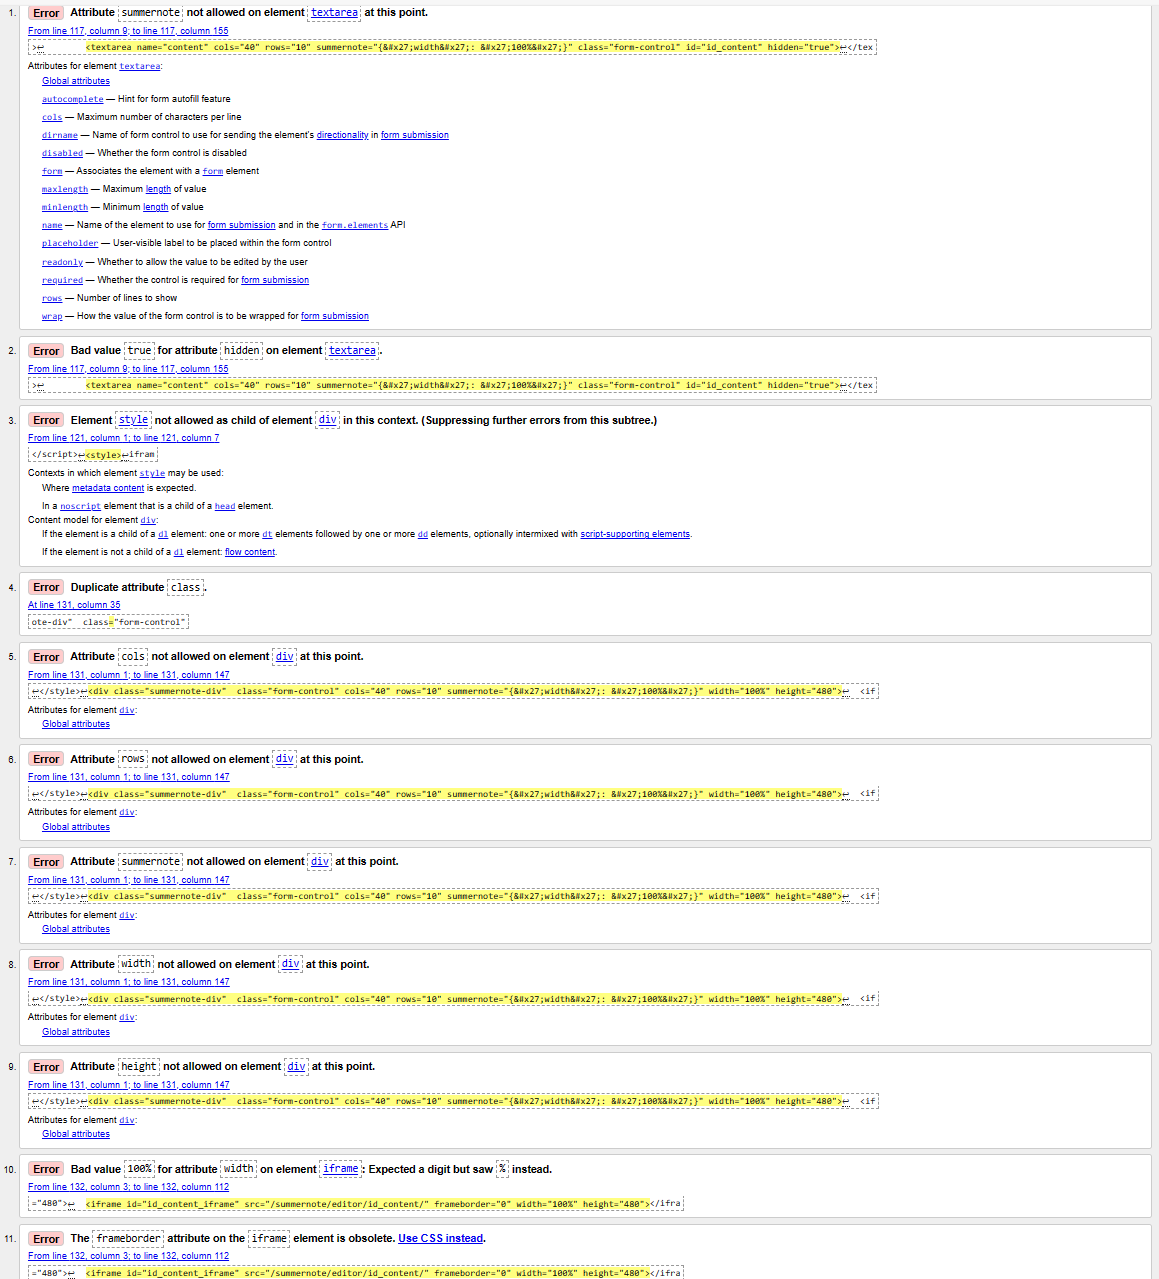 1. Error Attribute summernote not allowed on element textarea at this point.
From line 117, column 9; to line 117, column 155
>↩        <textarea name="content" cols="40" rows="10" summernote="{&#x27;width&#x27;: &#x27;100%&#x27;}" class="form-control" id="id_content" hidden="true">↩</tex
Attributes for element textarea:
Global attributes
autocomplete — Hint for form autofill feature
cols — Maximum number of characters per line
dirname — Name of form control to use for sending the element's directionality in form submission
disabled — Whether the form control is disabled
form — Associates the element with a form element
maxlength — Maximum length of value
minlength — Minimum length of value
name — Name of the element to use for form submission and in the form.elements API
placeholder — User-visible label to be placed within the form control
readonly — Whether to allow the value to be edited by the user
required — Whether the control is required for form submission
rows — Number of lines to show
wrap — How the value of the form control is to be wrapped for form submission
2. Error Bad value true for attribute hidden on element textarea.
From line 117, column 9; to line 117, column 155
>↩        <textarea name="content" cols="40" rows="10" summernote="{&#x27;width&#x27;: &#x27;100%&#x27;}" class="form-control" id="id_content" hidden="true">↩</tex
3. Error Element style not allowed as child of element div in this context. (Suppressing further errors from this subtree.)
From line 121, column 1; to line 121, column 7
</script>↩<style>↩ifram
Contexts in which element style may be used:
Where metadata content is expected.
In a noscript element that is a child of a head element.
Content model for element div:
If the element is a child of a dl element: one or more dt elements followed by one or more dd elements, optionally intermixed with script-supporting elements.
If the element is not a child of a dl element: flow content.
4. Error Duplicate attribute class.
At line 131, column 35
ote-div"  class="form-control"
5. Error Attribute cols not allowed on element div at this point.
From line 131, column 1; to line 131, column 147
↩</style>↩<div class="summernote-div"  class="form-control" cols="40" rows="10" summernote="{&#x27;width&#x27;: &#x27;100%&#x27;}" width="100%" height="480">↩  <if
Attributes for element div:
Global attributes
6. Error Attribute rows not allowed on element div at this point.
From line 131, column 1; to line 131, column 147
↩</style>↩<div class="summernote-div"  class="form-control" cols="40" rows="10" summernote="{&#x27;width&#x27;: &#x27;100%&#x27;}" width="100%" height="480">↩  <if
Attributes for element div:
Global attributes
7. Error Attribute summernote not allowed on element div at this point.
From line 131, column 1; to line 131, column 147
↩</style>↩<div class="summernote-div"  class="form-control" cols="40" rows="10" summernote="{&#x27;width&#x27;: &#x27;100%&#x27;}" width="100%" height="480">↩  <if
Attributes for element div:
Global attributes
8. Error Attribute width not allowed on element div at this point.
From line 131, column 1; to line 131, column 147
↩</style>↩<div class="summernote-div"  class="form-control" cols="40" rows="10" summernote="{&#x27;width&#x27;: &#x27;100%&#x27;}" width="100%" height="480">↩  <if
Attributes for element div:
Global attributes
9. Error Attribute height not allowed on element div at this point.
From line 131, column 1; to line 131, column 147
↩</style>↩<div class="summernote-div"  class="form-control" cols="40" rows="10" summernote="{&#x27;width&#x27;: &#x27;100%&#x27;}" width="100%" height="480">↩  <if
Attributes for element div:
Global attributes
10. Error Bad value 100% for attribute width on element iframe: Expected a digit but saw % instead.
From line 132, column 3; to line 132, column 112
="480">↩  <iframe id="id_content_iframe" src="/summernote/editor/id_content/" frameborder="0" width="100%" height="480"></ifra
11. Error The frameborder attribute on the iframe element is obsolete. Use CSS instead.
From line 132, column 3; to line 132, column 112
="480">↩  <iframe id="id_content_iframe" src="/summernote/editor/id_content/" frameborder="0" width="100%" height="480"></ifra